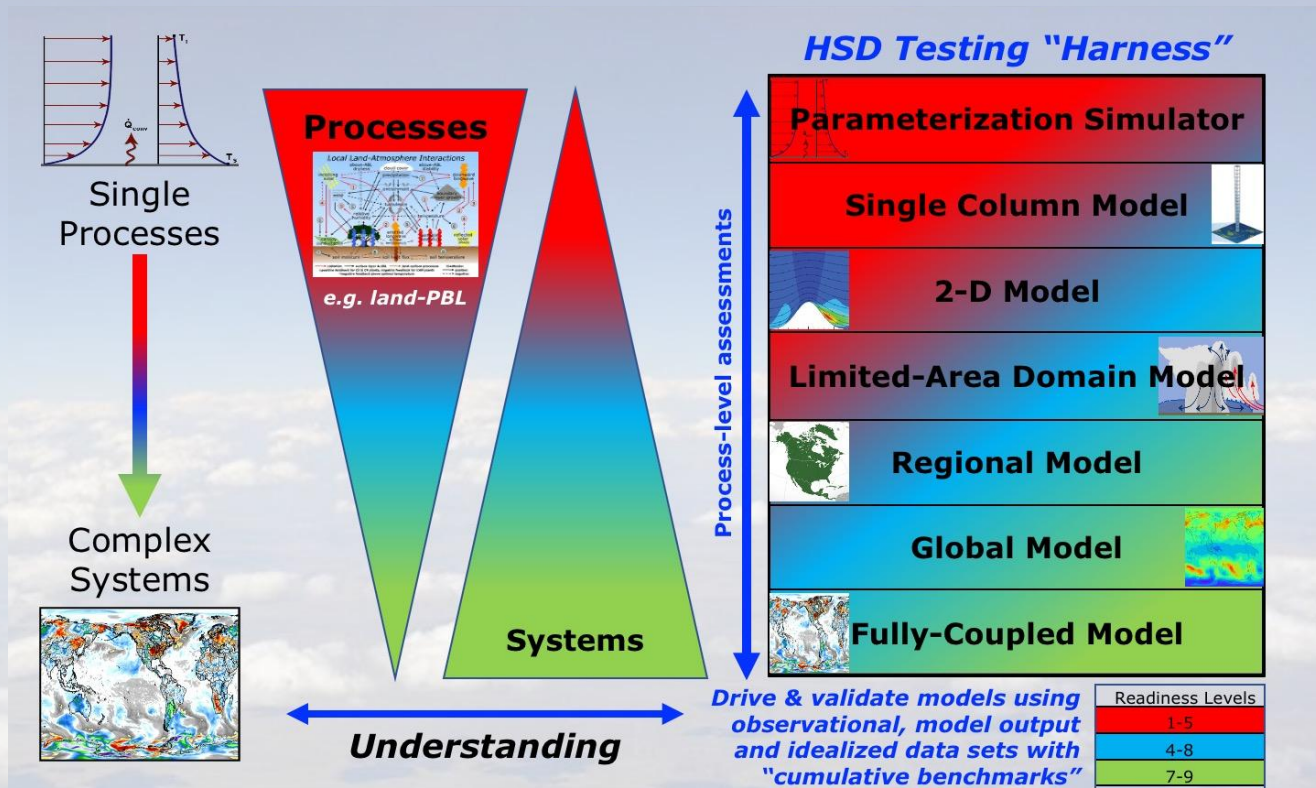 HSD Testing “Harness”
T₁
Q̇conv
Single
Processes
Complex
Systems
Processes
Local Land-Atmosphere Interactions
e.g. land-PBL
Systems
Understanding
Process-level assessments
Parameterization Simulator
Single Column Model
2-D Model
Limited-Area Domain Model
Regional Model
Global Model
Fully-Coupled Model
Drive & validate models using
observational, model output
and idealized data sets with
“cumulative benchmarks”
Readiness Levels
1-5
4-8
7-9